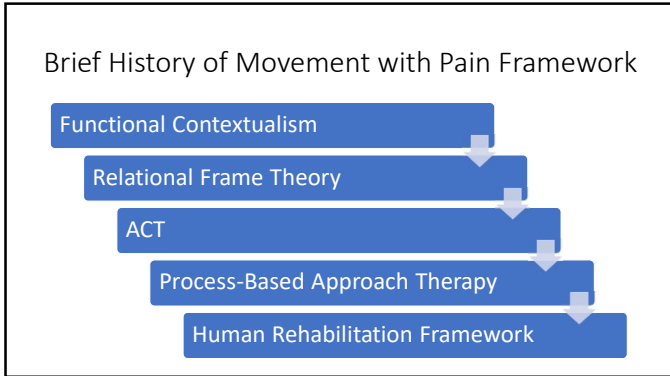 Brief History of Movement with Pain Framework
Functional Contextualism
Relational Frame Theory
ACT
Process-Based Approach Therapy
Human Rehabilitation Framework